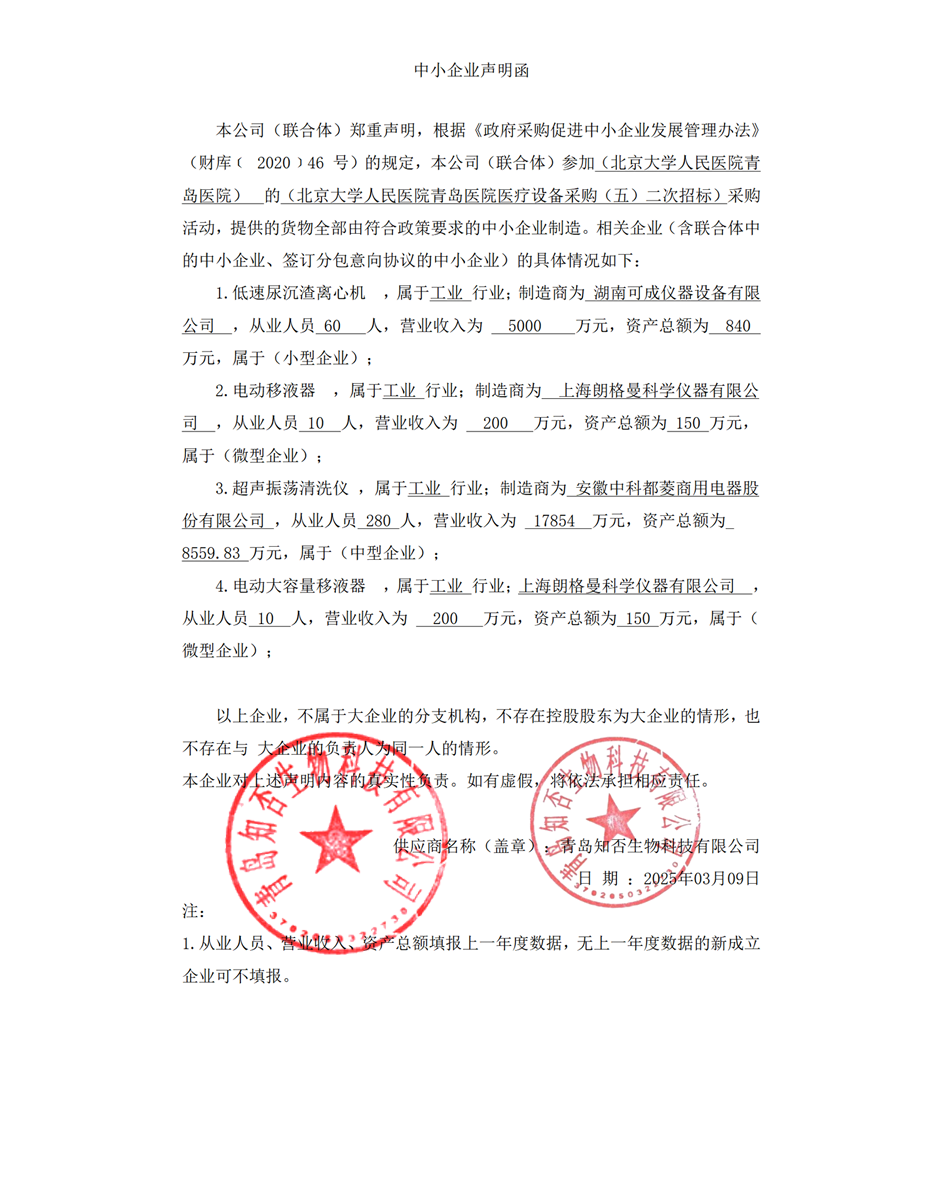 中小企业声明函
本公司（联合体）郑重声明，根据《政府采购促进中小企业发展管理办法》
（财库﹝ 2020﹞46 号）的规定，本公司（联合体）参加（北京大学人民医院青
岛医院） 的（北京大学人民医院青岛医院医疗设备采购（五）二次招标）采购
活动，提供的货物全部由符合政策要求的中小企业制造。相关企业（含联合体中
的中小企业、签订分包意向协议的中小企业）的具体情况如下：
1.低速尿沉渣离心机 ，属于工业 行业；制造商为 湖南可成仪器设备有限
公司 ，从业人员 60 人，营业收入为 5000 万元，资产总额为 840
万元，属于（小型企业）；
2.电动移液器 ，属于工业 行业；制造商为 上海朗格曼科学仪器有限公
司 ，从业人员 10 人，营业收入为 200 万元，资产总额为 150 万元，
属于（微型企业）；
3.超声振荡清洗仪 ，属于工业 行业；制造商为 安徽中科都菱商用电器股
份有限公司 ，从业人员 280 人，营业收入为 17854 万元，资产总额为
8559.83 万元，属于（中型企业）；
4.电动大容量移液器 ，属于工业 行业；上海朗格曼科学仪器有限公司 ，
从业人员 10 人，营业收入为 200 万元，资产总额为 150 万元，属于（
微型企业）；
以上企业，不属于大企业的分支机构，不存在控股股东为大企业的情形，也
不存在与 大企业的负责人为同一人的情形。
本企业对上述声明内容的真实性负责。如有虚假，将依法承担相应责任。
青岛知否生物科技有限公司
青岛知否生物科技有限公司
供应商名称（盖章）：青岛知否生物科技有限公司
日 期 ：2025年03月09日
注：
1.从业人员、营业收入、资产总额填报上一年度数据，无上一年度数据的新成立
企业可不填报。